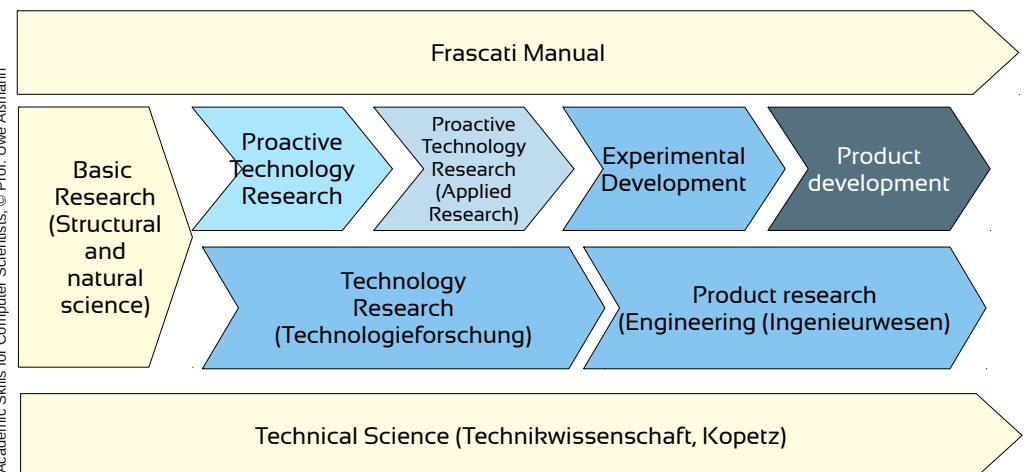 Frascati Manual
Basic
Research
(Structural
and
natural
science)
Proactive
Technology
Research
Proactive
Technology
Research
(Applied
Research)
Experimental
Development
Product
development
Technology
Research
(Technologieforschung)
Product research
(Engineering (Ingenieurwesen)
Technical Science (Technikwissenschaft, Kopetz)
Academic Skills for Computer Scientists, © Prof. Uwe Aßmann